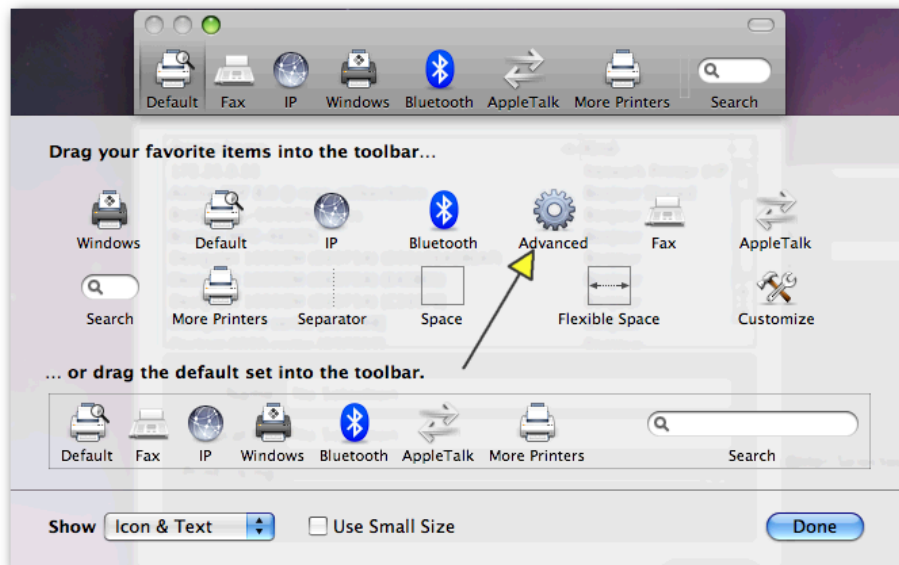 Default Fax IP Windows Bluetooth AppleTalk More Printers Search
Drag your favorite items into the toolbar...
Windows Default IP Bluetooth Advanced Fax AppleTalk
Search More Printers Separator Space Flexible Space Customize
... or drag the default set into the toolbar.
Default Fax IP Windows Bluetooth AppleTalk More Printers Search
Show Icon & Text Use Small Size Done